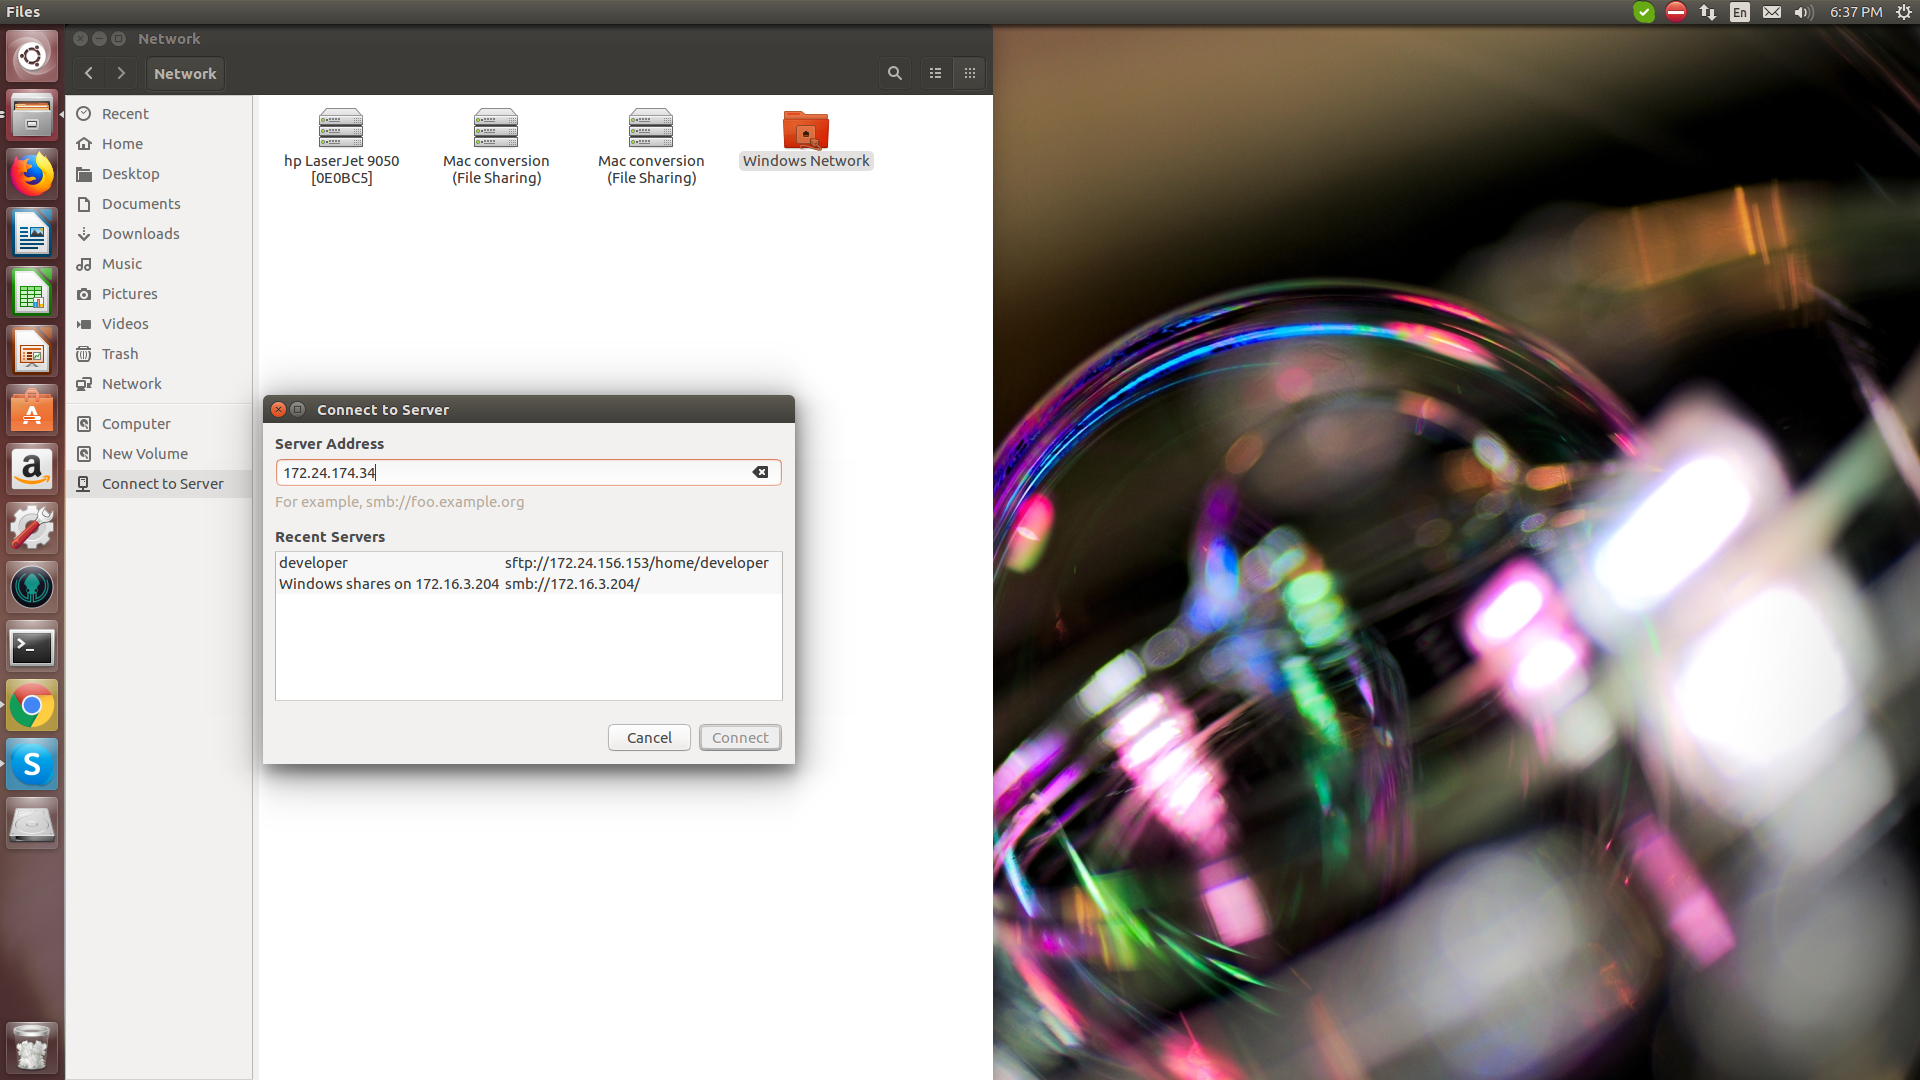 Files
En
6:37 PM
Network
Network
Recent
Home
Desktop
Documents
Downloads
Music
Pictures
Videos
Trash
Network
Computer
New Volume
Connect to Server
hp LaserJet 9050
[0E0BC5]
Mac conversion
(File Sharing)
Mac conversion
(File Sharing)
Windows Network
Connect to Server
Server Address
172.24.174.34
For example, smb://foo.example.org
Recent Servers
developer sftp://172.24.156.153/home/developer
Windows shares on 172.16.3.204 smb://172.16.3.204/
Cancel Connect